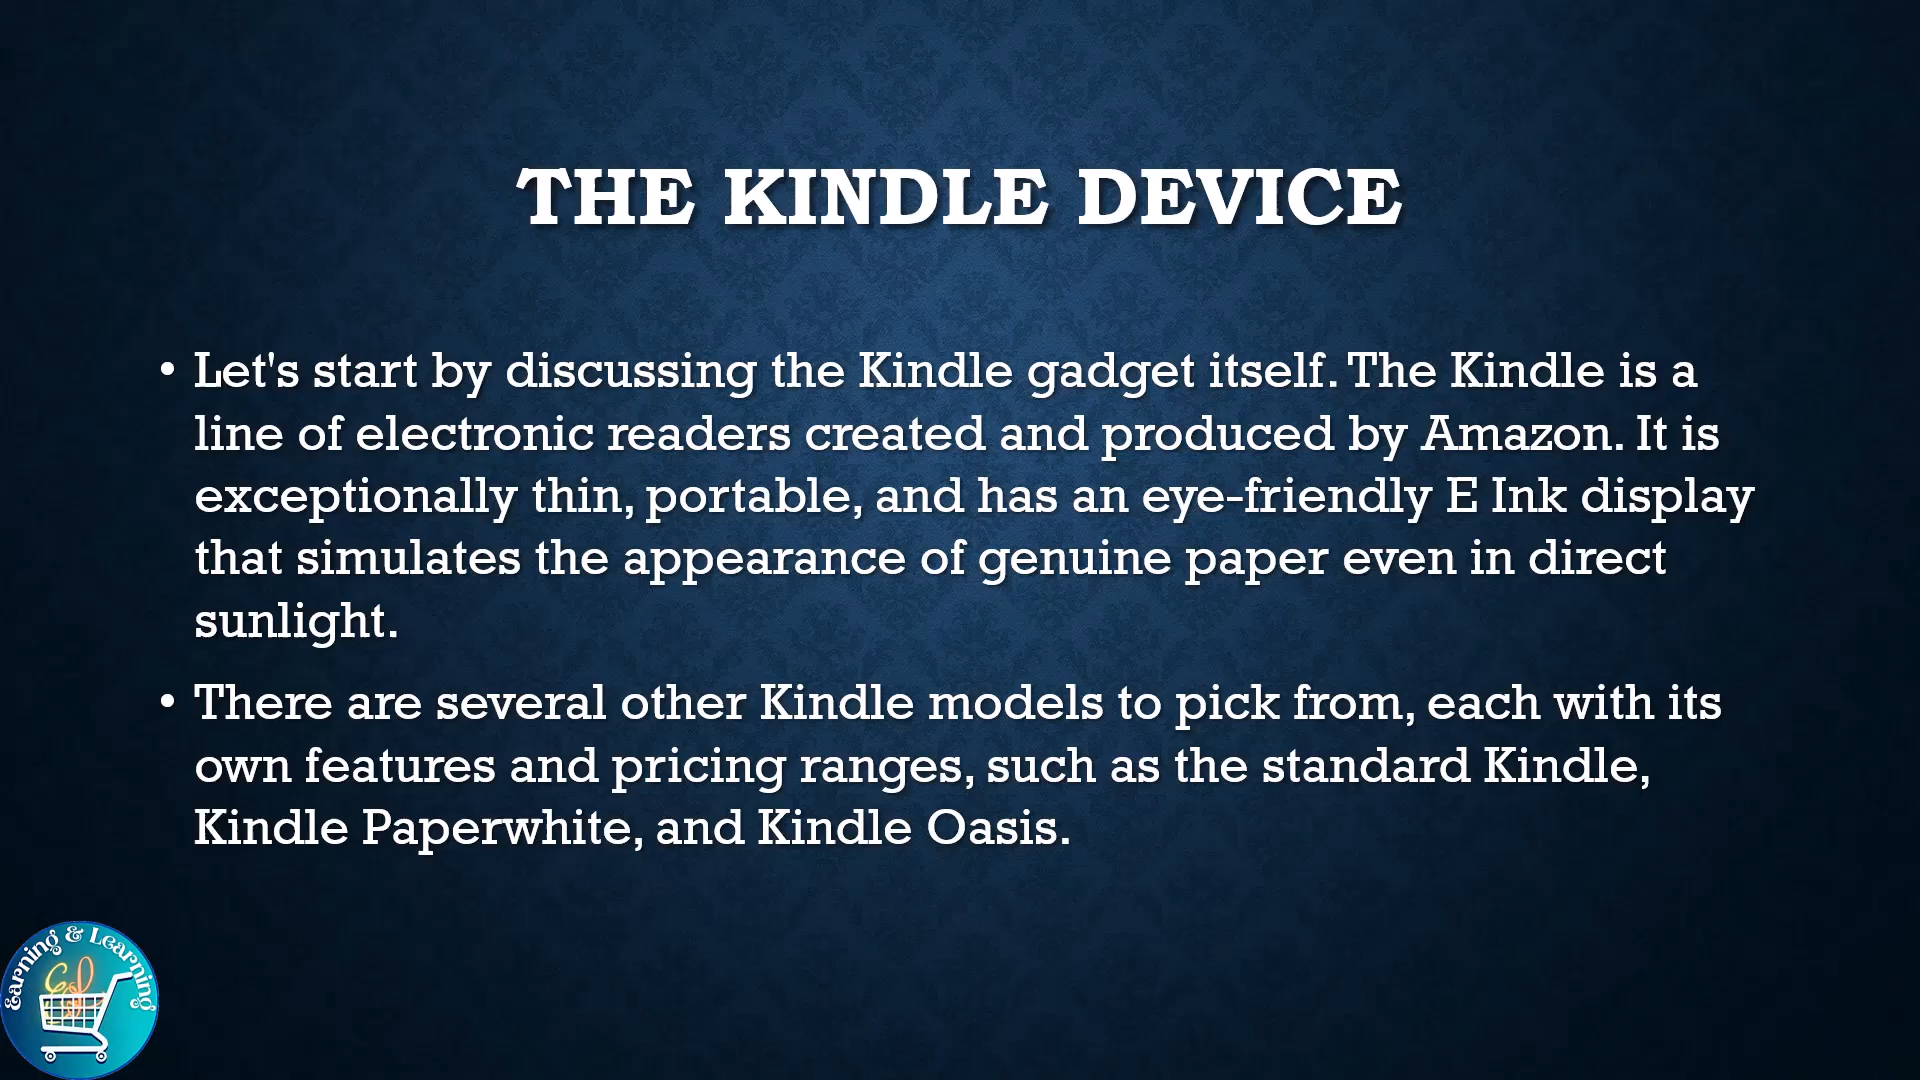 THE KINDLE DEVICE
• Let's start by discussing the Kindle gadget itself. The Kindle is a
line of electronic readers created and produced by Amazon. It is
exceptionally thin, portable, and has an eye-friendly E Ink display
that simulates the appearance of genuine paper even in direct
sunlight.
• There are several other Kindle models to pick from, each with its
own features and pricing ranges, such as the standard Kindle,
Kindle Paperwhite, and Kindle Oasis.
Earning & Learning